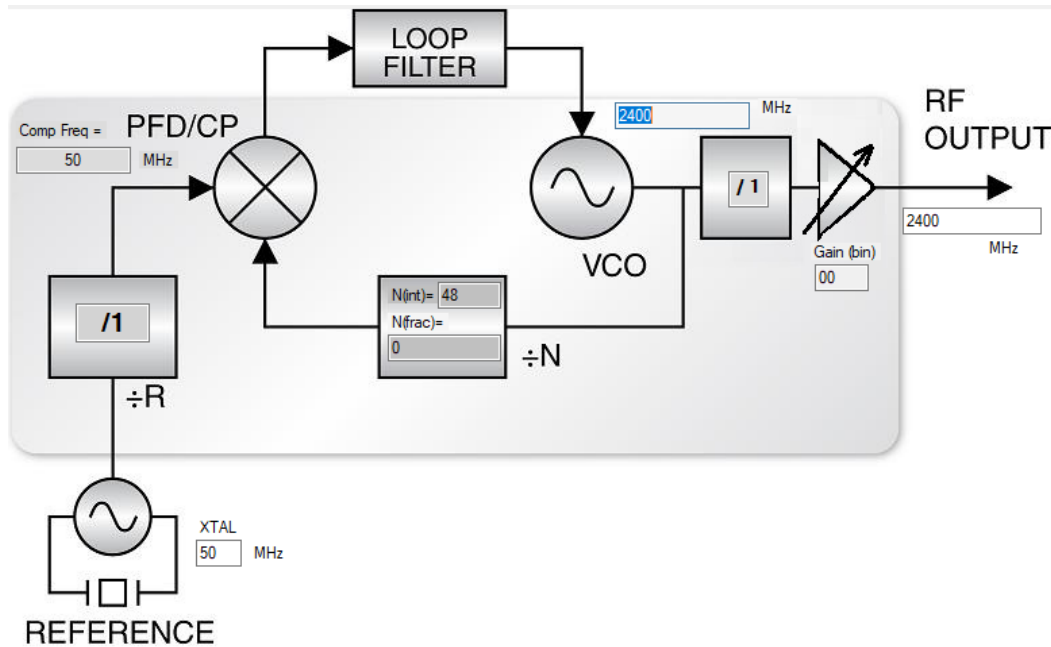 LOOP
FILTER
Comp Freq =
PFD/CP
50
MHz
2400
MHz
RF
OUTPUT
/ 1
2400
MHz
VCO
Gain (bin)
00
N(int)= 48
N(frac)=
0
÷N
/1
÷R
XTAL
50
MHz
REFERENCE